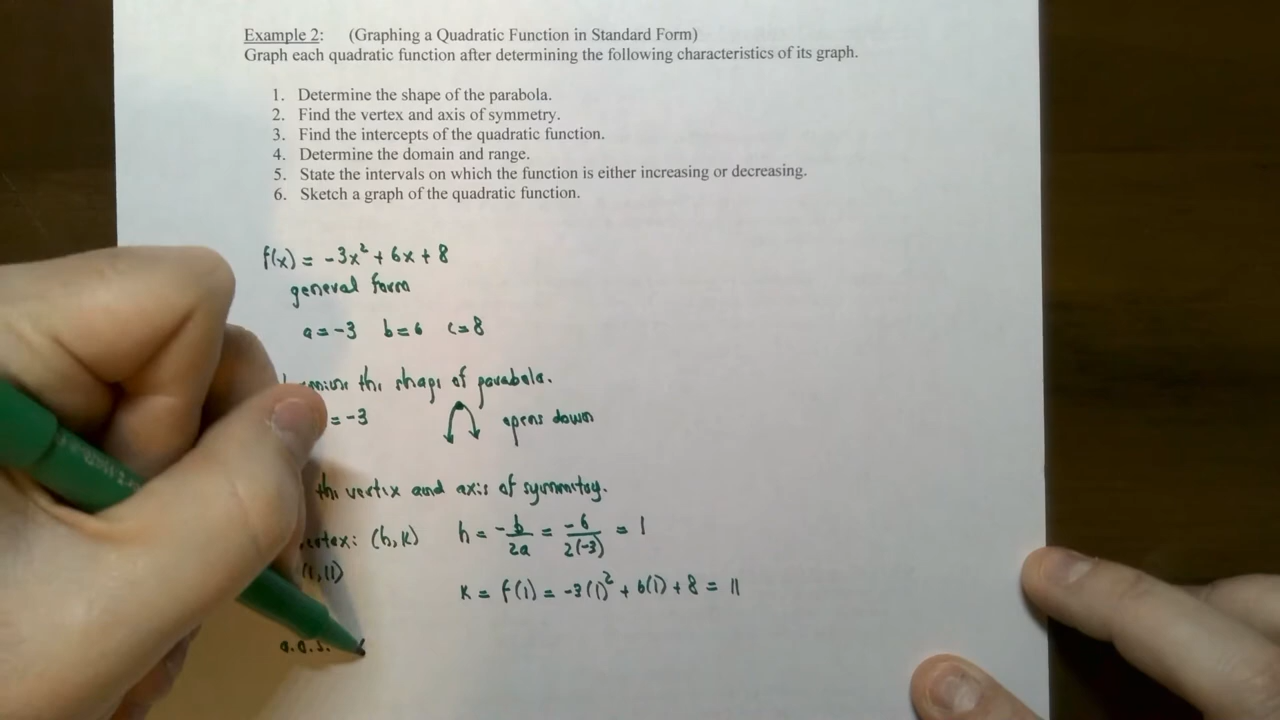 Example 2: (Graphing a Quadratic Function in Standard Form)
Graph each quadratic function after determining the following characteristics of its graph.
1. Determine the shape of the parabola.
2. Find the vertex and axis of symmetry.
3. Find the intercepts of the quadratic function.
4. Determine the domain and range.
5. State the intervals on which the function is either increasing or decreasing.
6. Sketch a graph of the quadratic function.
f(x) = -3x² + 6x + 8
general form
a = -3 b = 6 c = 8
the shape of parabola.
= -3 opens down
the vertex and axis of symmetry.
(h,k) h = -b/2a = -6/2(-3) = 1
(1,11) k = f(1) = -3(1)² + 6(1) + 8 = 11
a.o.s.